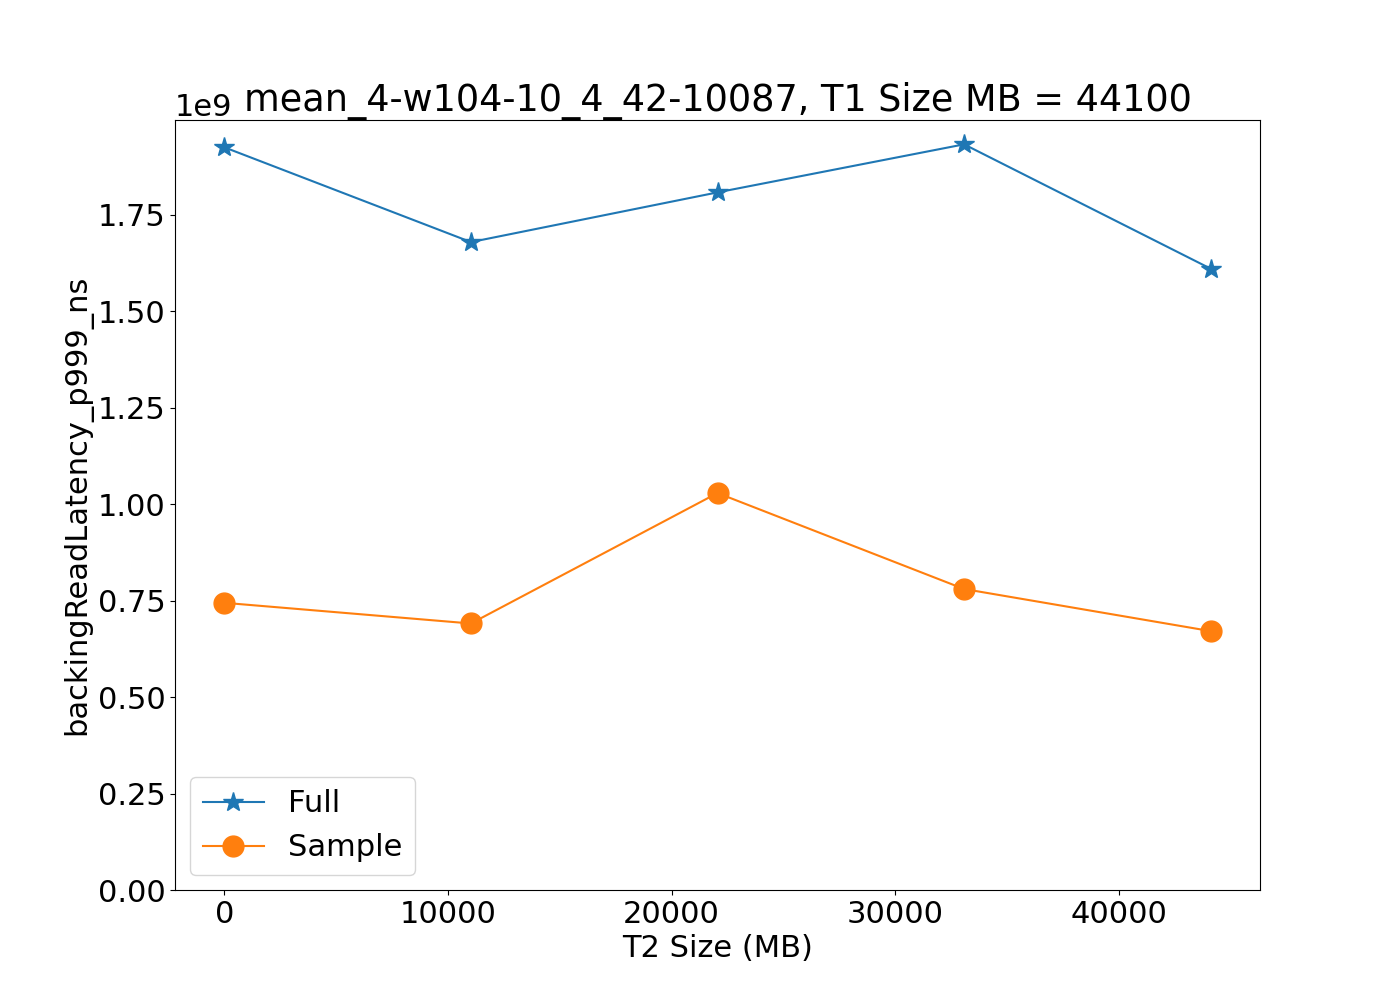 1e9
mean_4-w104-10_4_42-10087, T1 Size MB = 44100
backingReadLatency_p999_ns
1.75
1.50
1.25
1.00
0.75
0.50
0.25
0.00
Full
Sample
0 10000 20000 30000 40000
T2 Size (MB)